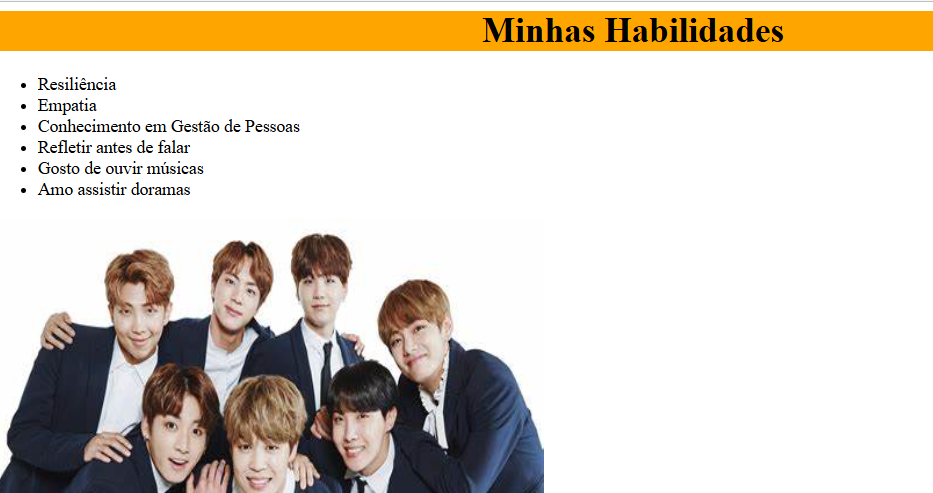 Minhas Habilidades
Resiliência
Empatia
Conhecimento em Gestão de Pessoas
Refletir antes de falar
Gosto de ouvir músicas
Amo assistir doramas